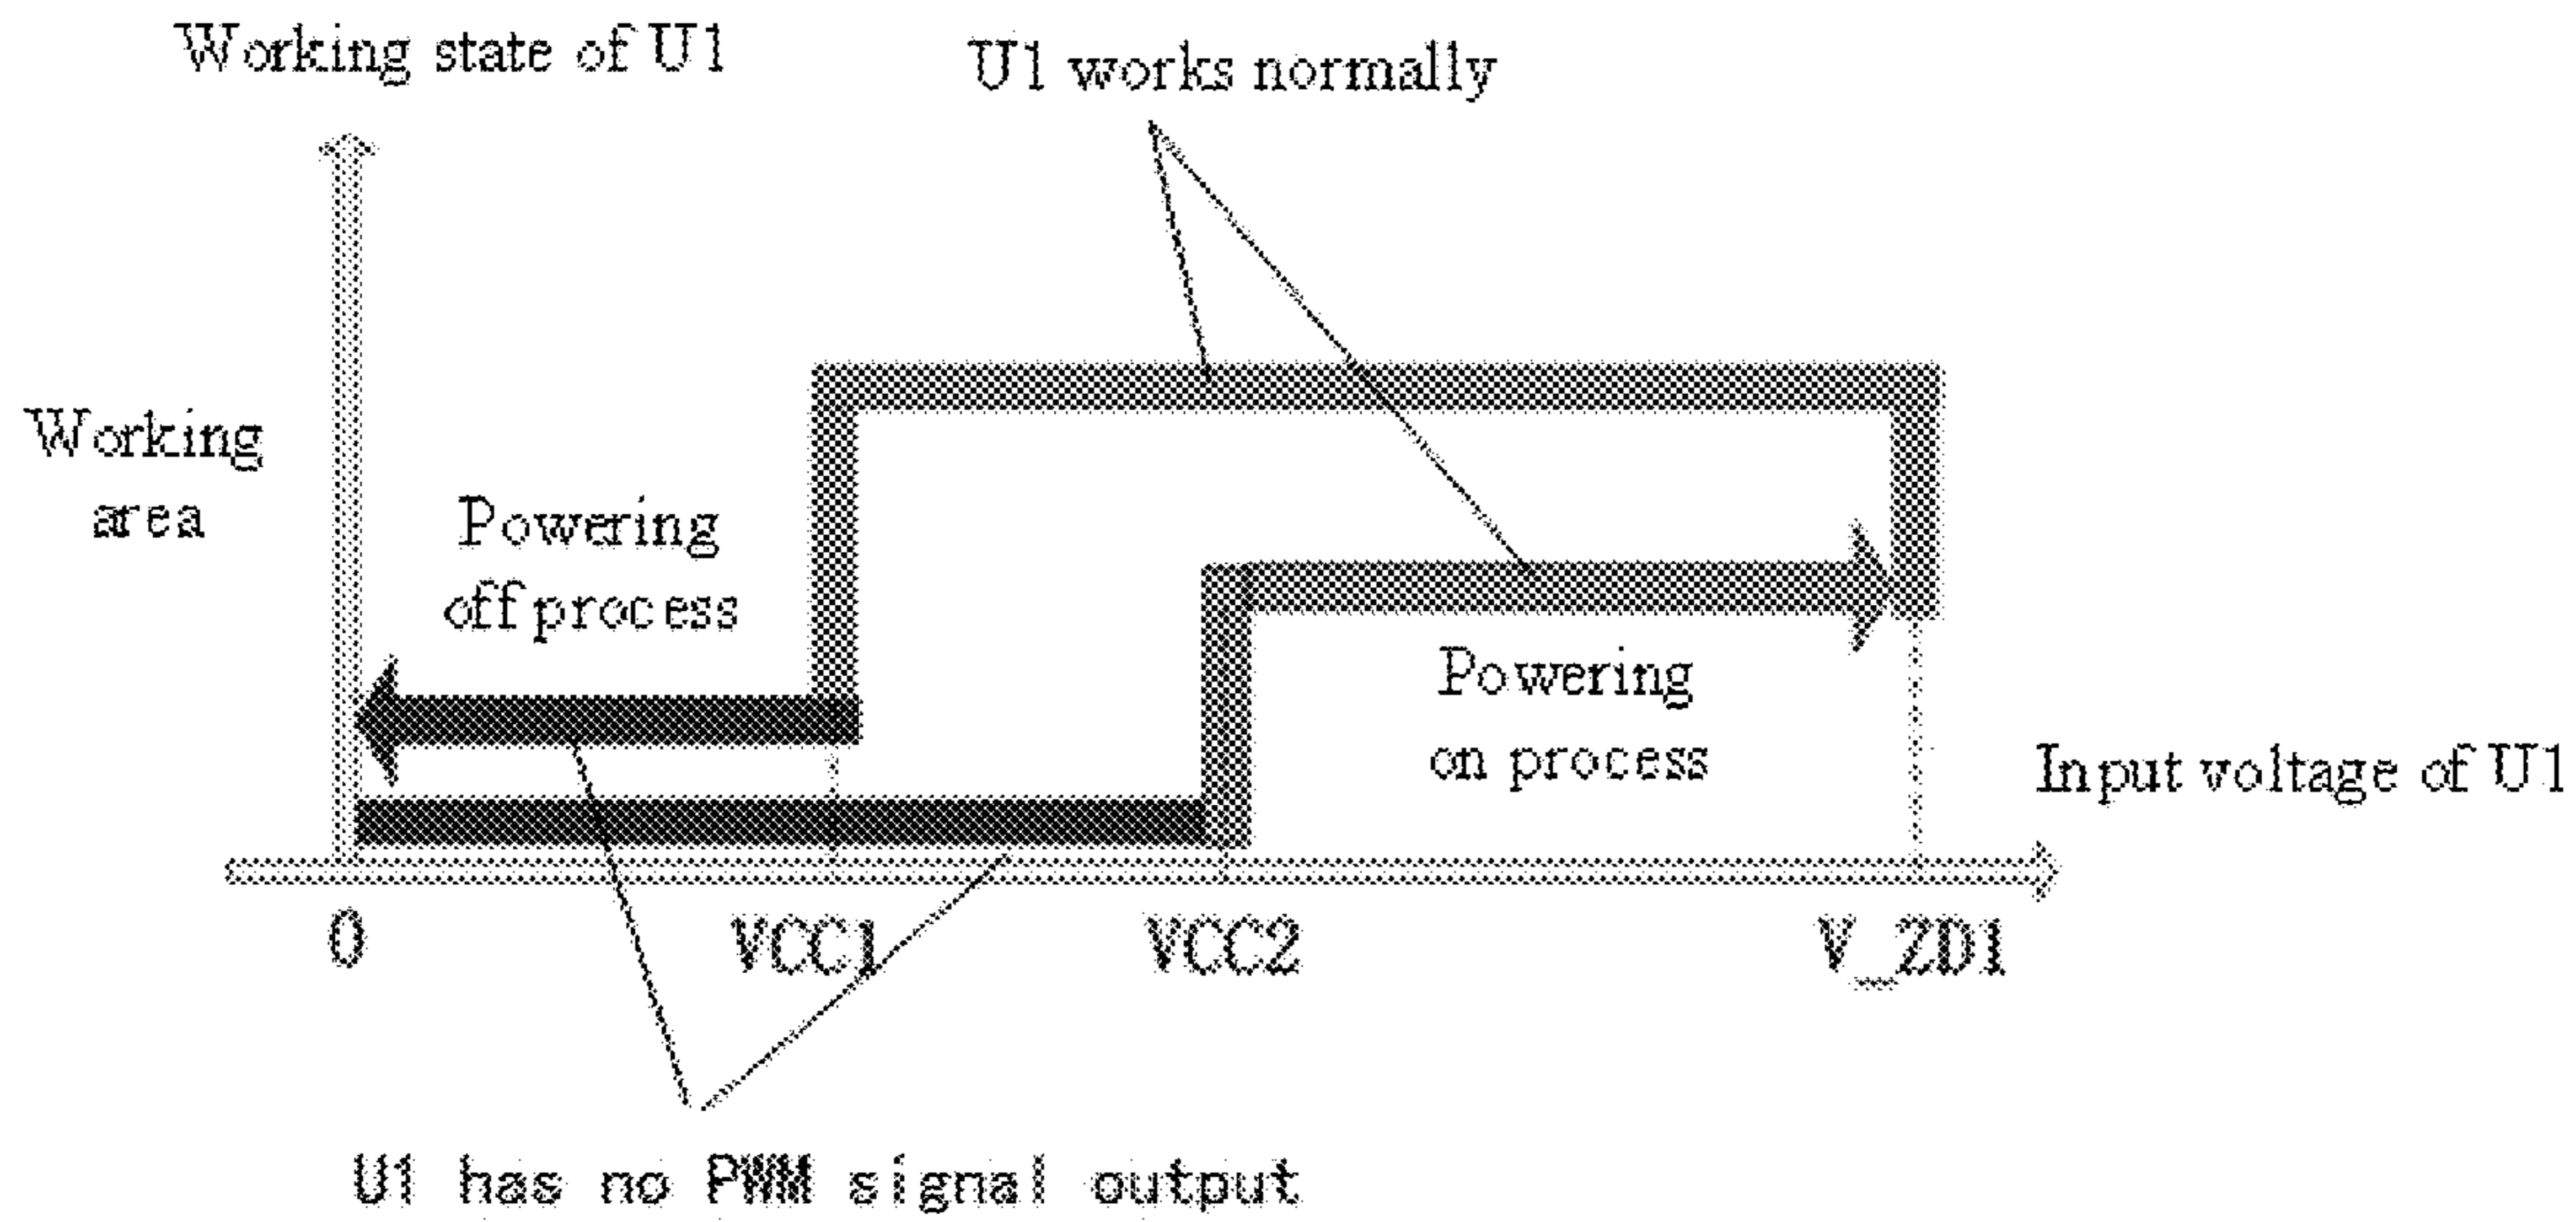 Working state of U1
U1 works normally
Working
area
Powering
off process
Powering
on process
Input voltage of U1
0
VCC1
VCC2
V_ZD1
U1 has no PWM signal output